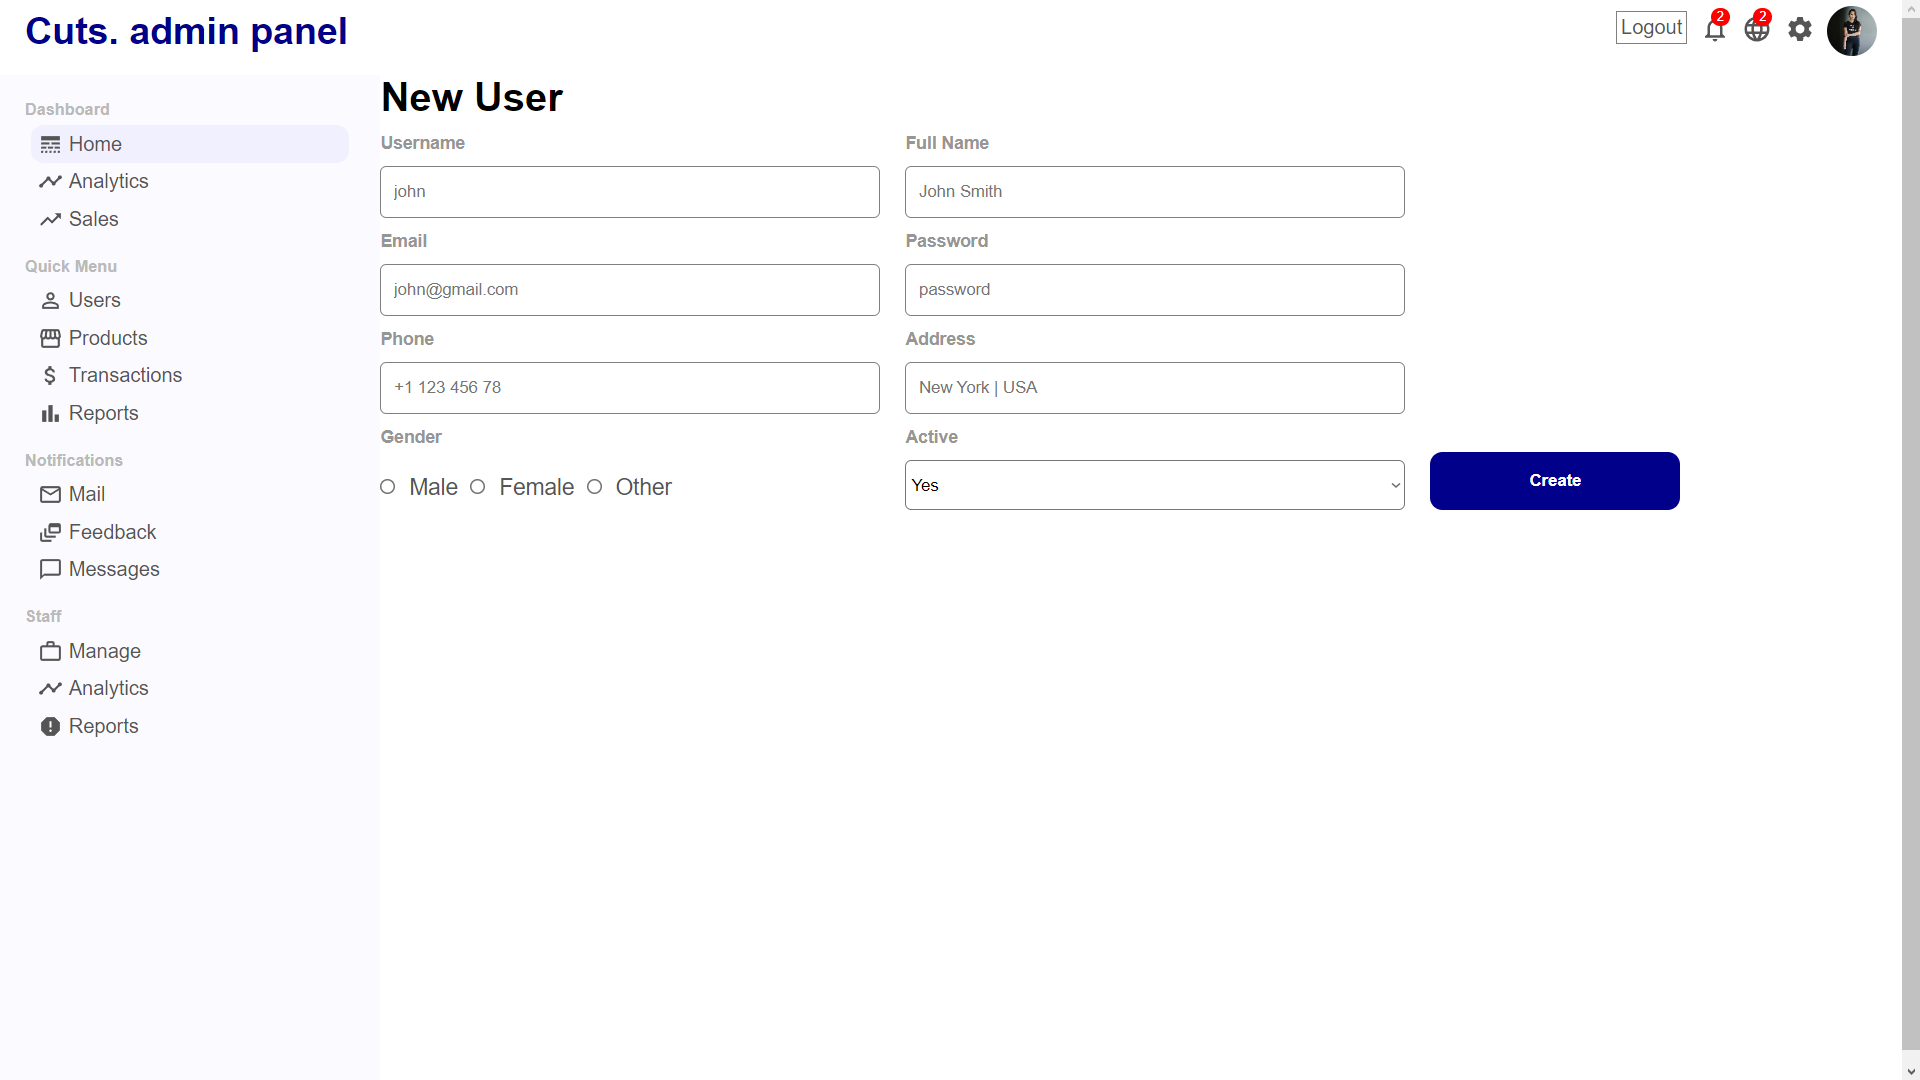 Cuts. admin panel
Logout
2
2
Dashboard
Home
Analytics
Sales
Quick Menu
Users
Products
Transactions
Reports
Notifications
Mail
Feedback
Messages
Staff
Manage
Analytics
Reports
New User
Username
Full Name
john
John Smith
Email
Password
john@gmail.com
password
Phone
Address
+1 123 456 78
New York | USA
Gender
Active
Male
Female
Other
Yes
Create